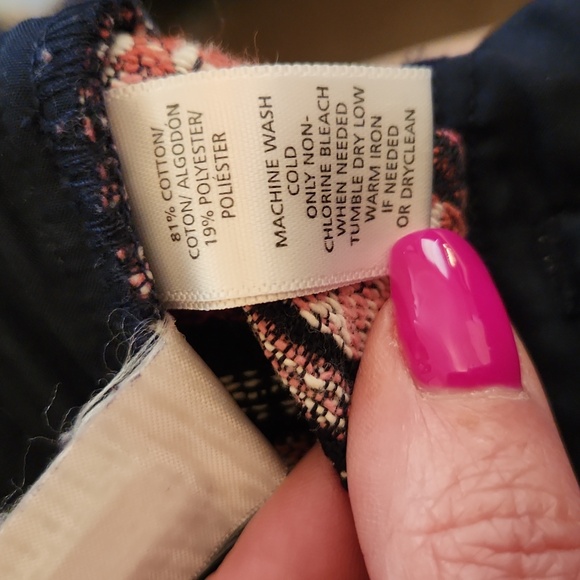 81% COTTON/
COTON/ ALGODÓN
19% POLYESTER/
POLIÉSTER
MACHINE WASH
COLD
ONLY NON-
CHLORINE BLEACH
WHEN NEEDED
TUMBLE DRY LOW
WARM IRON
IF NEEDED
OR DRYCLEAN